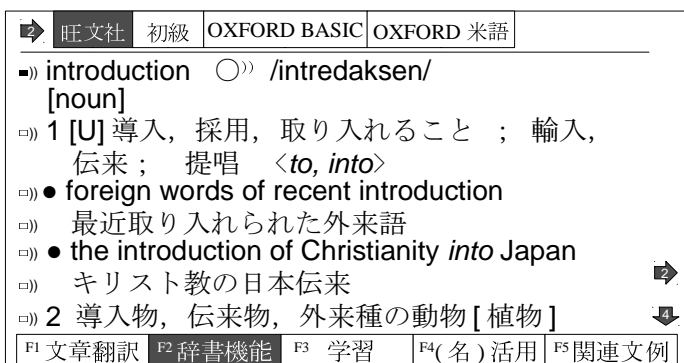 2 旺文社 初級 OXFORD BASIC OXFORD 米語
introduction ○)) /intredaksen/
[noun]
1 [U] 導入, 採用, 取り入れること ; 輸入,
伝来 ; 提唱 <to, into>
● foreign words of recent introduction
最近取り入れられた外来語
● the introduction of Christianity into Japan
キリスト教の日本伝来 2
2 導入物, 伝来物, 外来種の動物 [ 植物 ] 4
F1 文章翻訳 F2 辞書機能 F3 学習 F4( 名 ) 活用 F5 関連文例